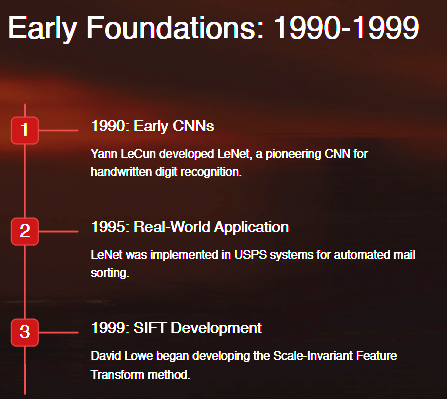 Early Foundations: 1990-1999
1
1990: Early CNNs
Yann LeCun developed LeNet, a pioneering CNN for
handwritten digit recognition.
2
1995: Real-World Application
LeNet was implemented in USPS systems for automated mail
sorting.
3
1999: SIFT Development
David Lowe began developing the Scale-Invariant Feature
Transform method.